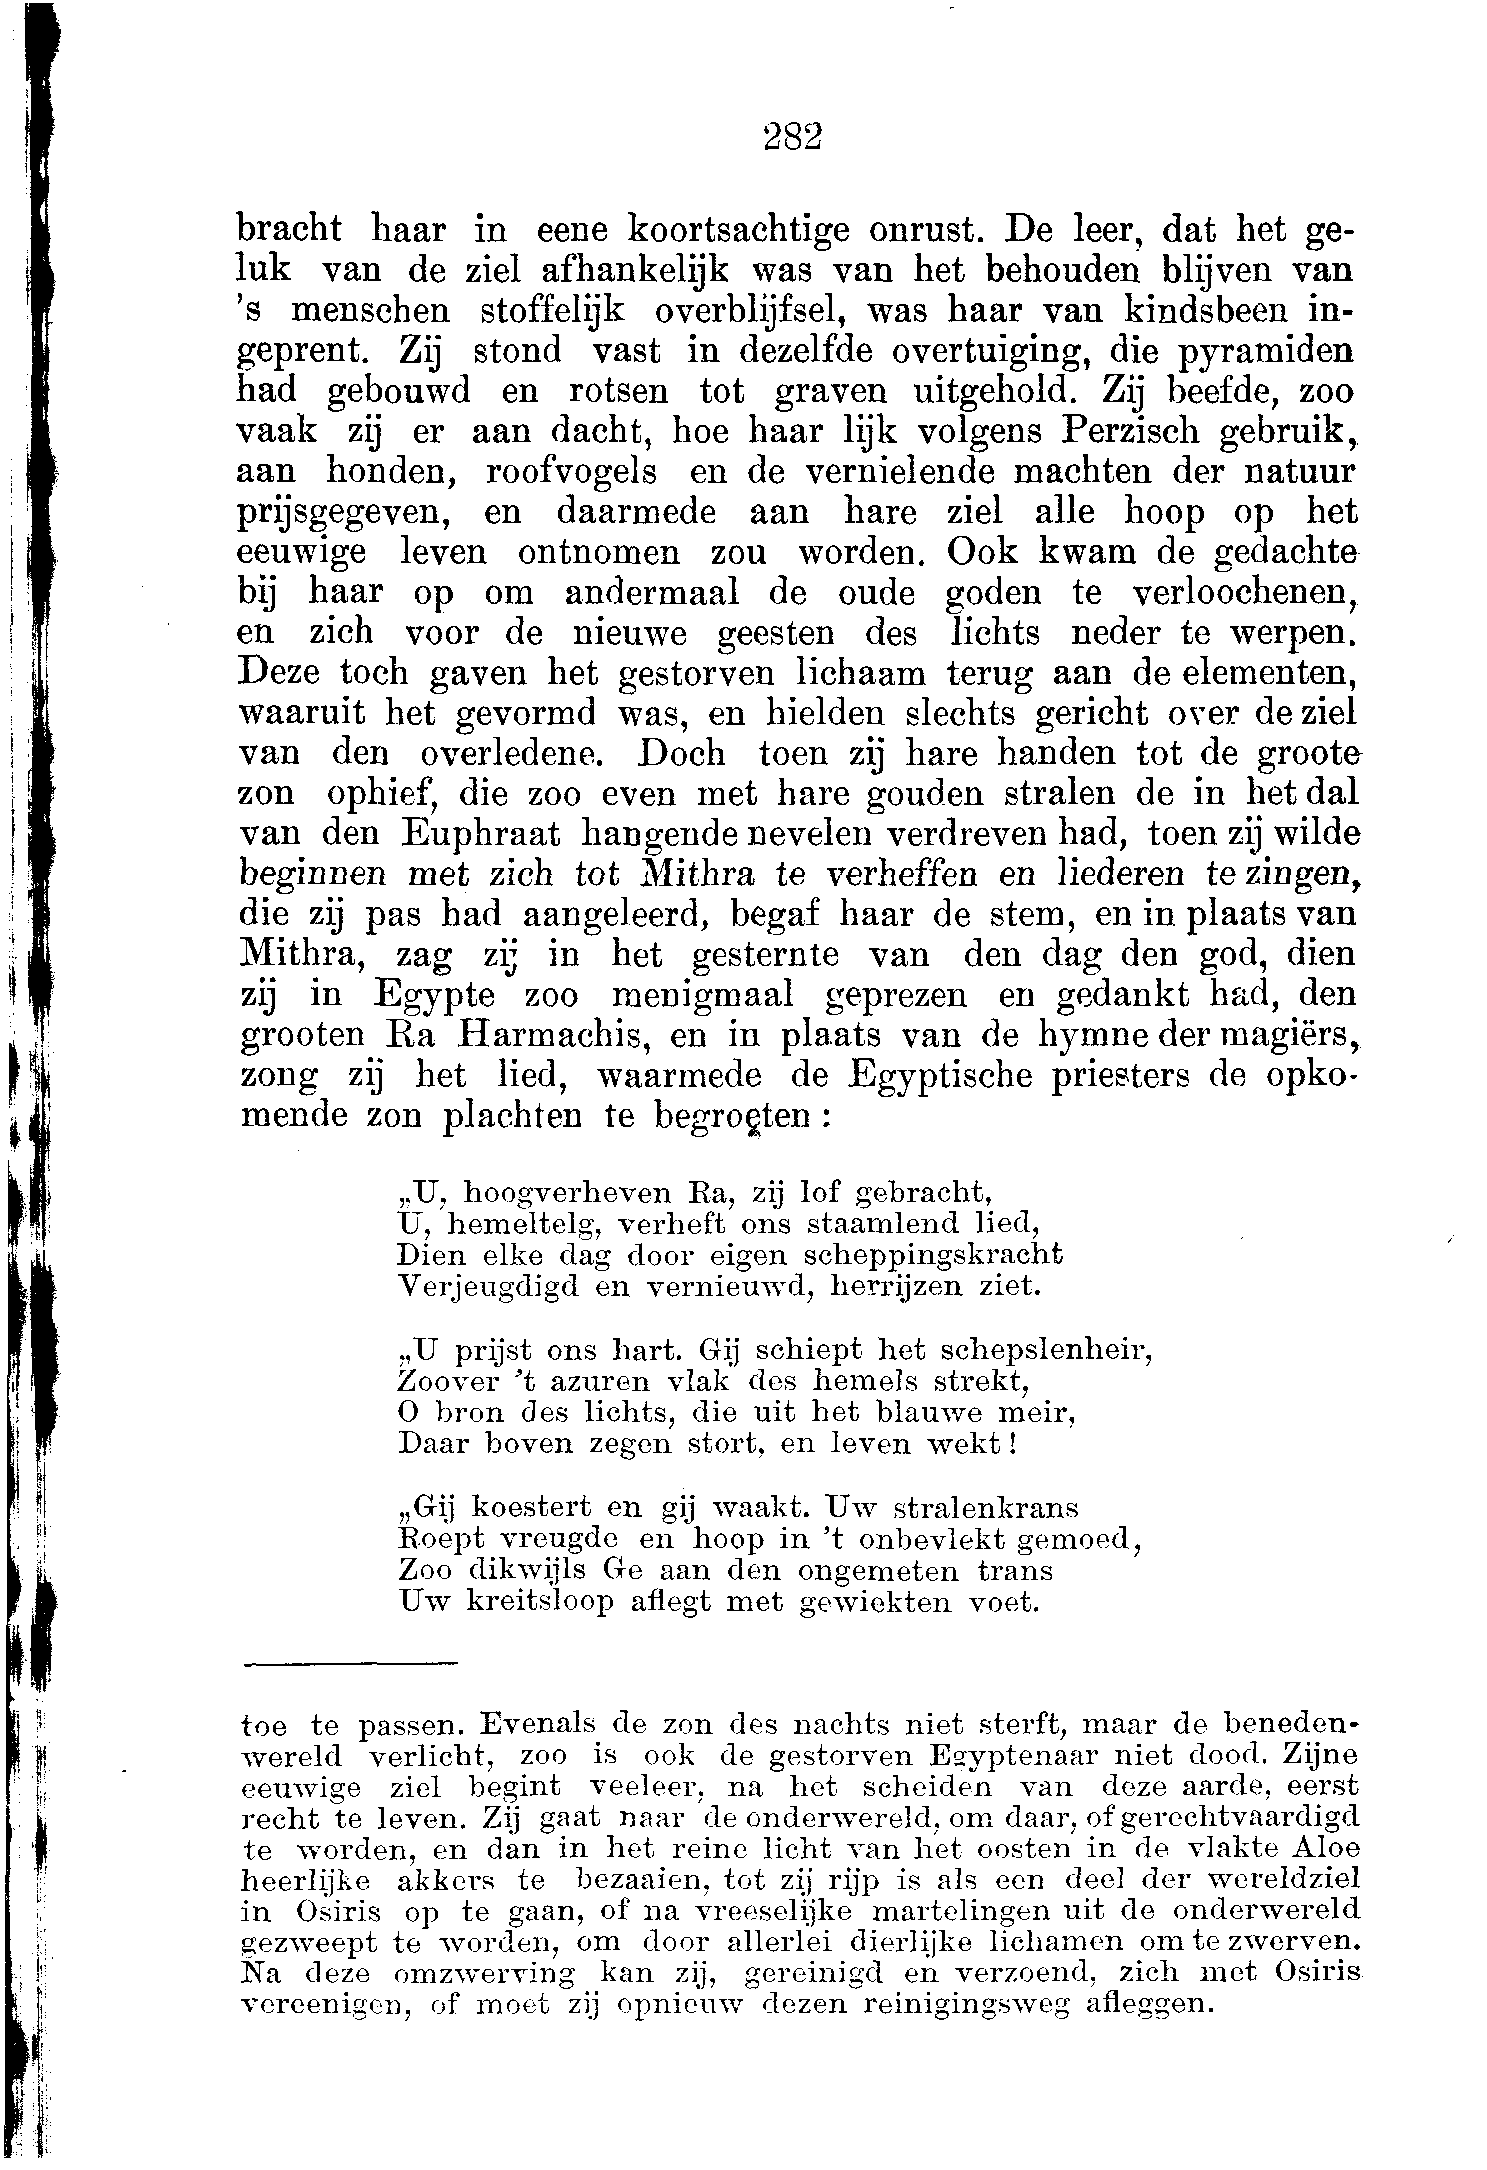 282
bracht haar in eene koortsachtige onrust. De leer, dat het ge-
luk van de ziel afhankelijk was van het behouden blijven van
's menschen stoffelijk overblijfsel, was haar van kindsbeen in-
geprent. Zij stond vast in dezelfde overtuiging, die pyramiden
had gebouwd en rotsen tot graven uitgehold. Zij beefde, zoo
vaak zij er aan dacht, hoe haar lijk volgens Perzisch gebruik,
aan honden, roofvogels en de vernielende machten der natuur
prijsgegeven, en daarmede aan hare ziel alle hoop op het
eeuwige leven ontnomen zou worden. Ook kwam de gedachte
bij haar op om andermaal de oude goden te verloochenen,
en zich voor de nieuwe geesten des lichts neder te werpen.
Deze toch gaven het gestorven lichaam terug aan de elementen,
waaruit het gevormd was, en hielden slechts gericht over de ziel
van den overledene. Doch toen zij hare handen tot de groote
zon ophief, die zoo even met hare gouden stralen de in het dal
van den Euphraat hangende nevelen verdreven had, toen zij wilde
beginnen met zich tot Mithra te verheffen en liederen te zingen,
die zij pas had aangeleerd, begaf haar de stem, en in plaats van
Mithra, zag zij in het gesternte van den dag den god, dien
zij in Egypte zoo menigmaal geprezen en gedankt had, den
grooten Ra Harmachis, en in plaats van de hymne der magiërs,
zong zij het lied, waarmede de Egyptische priesters de opko-
mende zon plachten te begroeten :
„U, hoogverheven Ra, zij lof gebracht,
U, hemeltelg, verheft ons staamlend lied,
Dien elke dag door eigen scheppingskracht
Verjeugdigd en vernieuwd, herrijzen ziet.
„U prijst ons hart. Gij schiept het schepslenheir,
Zoover 't azuren vlak des hemels strekt,
O bron des lichts, die uit het blauwe meir,
Daar boven zegen stort, en leven wekt !
„Gij koestert en gij waakt. Uw stralenkrans
Roept vreugde en hoop in 't onbevlekt gemoed,
Zoo dikwijls Ge aan den ongemeten trans
Uw kreitsloop aflegt met gewiekten voet.
toe te passen. Evenals de zon des nachts niet sterft, maar de beneden-
wereld verlicht, zoo is ook de gestorven Egyptenaar niet dood. Zijne
eeuwige ziel begint veeleer, na het scheiden van deze aarde, eerst
recht te leven. Zij gaat naar de onderwereld, om daar, of gerechtvaardigd
te worden, en dan in het reine licht van het oosten in de vlakte Aloe
heerlijke akkers te bezaaien, tot zij rijp is als een deel der wereldziel
in Osiris op te gaan, of na vreeselijke martelingen uit de onderwereld
gezweept te worden, om door allerlei dierlijke lichamen om te zwerven.
Na deze omzwerving kan zij, gereinigd en verzoend, zich met Osiris
vereenigen, of moet zij opnieuw dezen reinigingsweg afleggen.